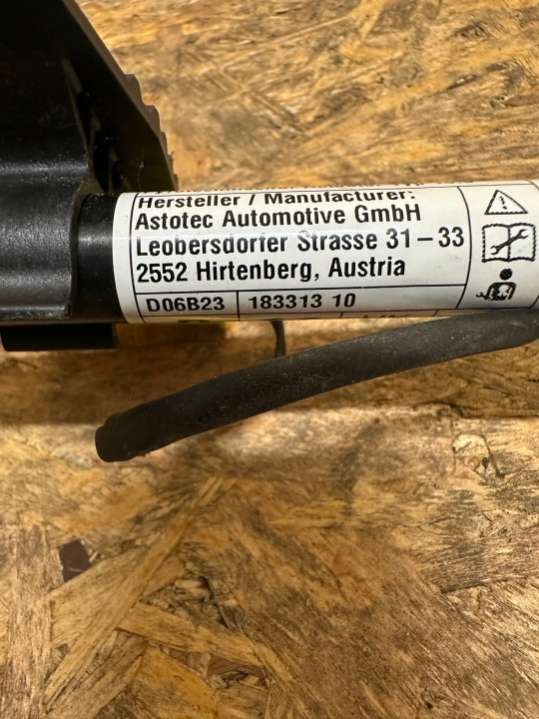 Hersteller / Manufacturer:
Astotec Automotive GmbH
Leobersdorfer Strasse 31 – 33
2552 Hirtenberg, Austria
D06B23 183313 10